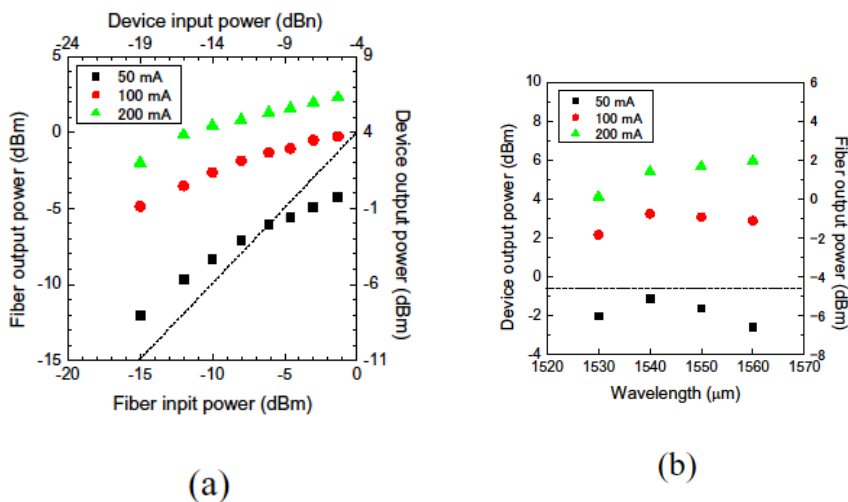 Device input power (dBn)
-24 -19 -14 -9 -4
5 9
50 mA
100 mA
200 mA
0 4
-5 -1
-10 -6
-15 -11
-20 -15 -10 -5 0
Fiber output power (dBm)
Device output power (dBm)
Fiber inpit power (dBm)
(a)
10 6
50 mA
100 mA
200 mA
8 4
6 2
4 0
2 -2
0 -4
-2 -6
-4 -8
1520 1530 1540 1550 1560 1570
Device output power (dBm)
Fiber output power (dBm)
Wavelength (μm)
(b)